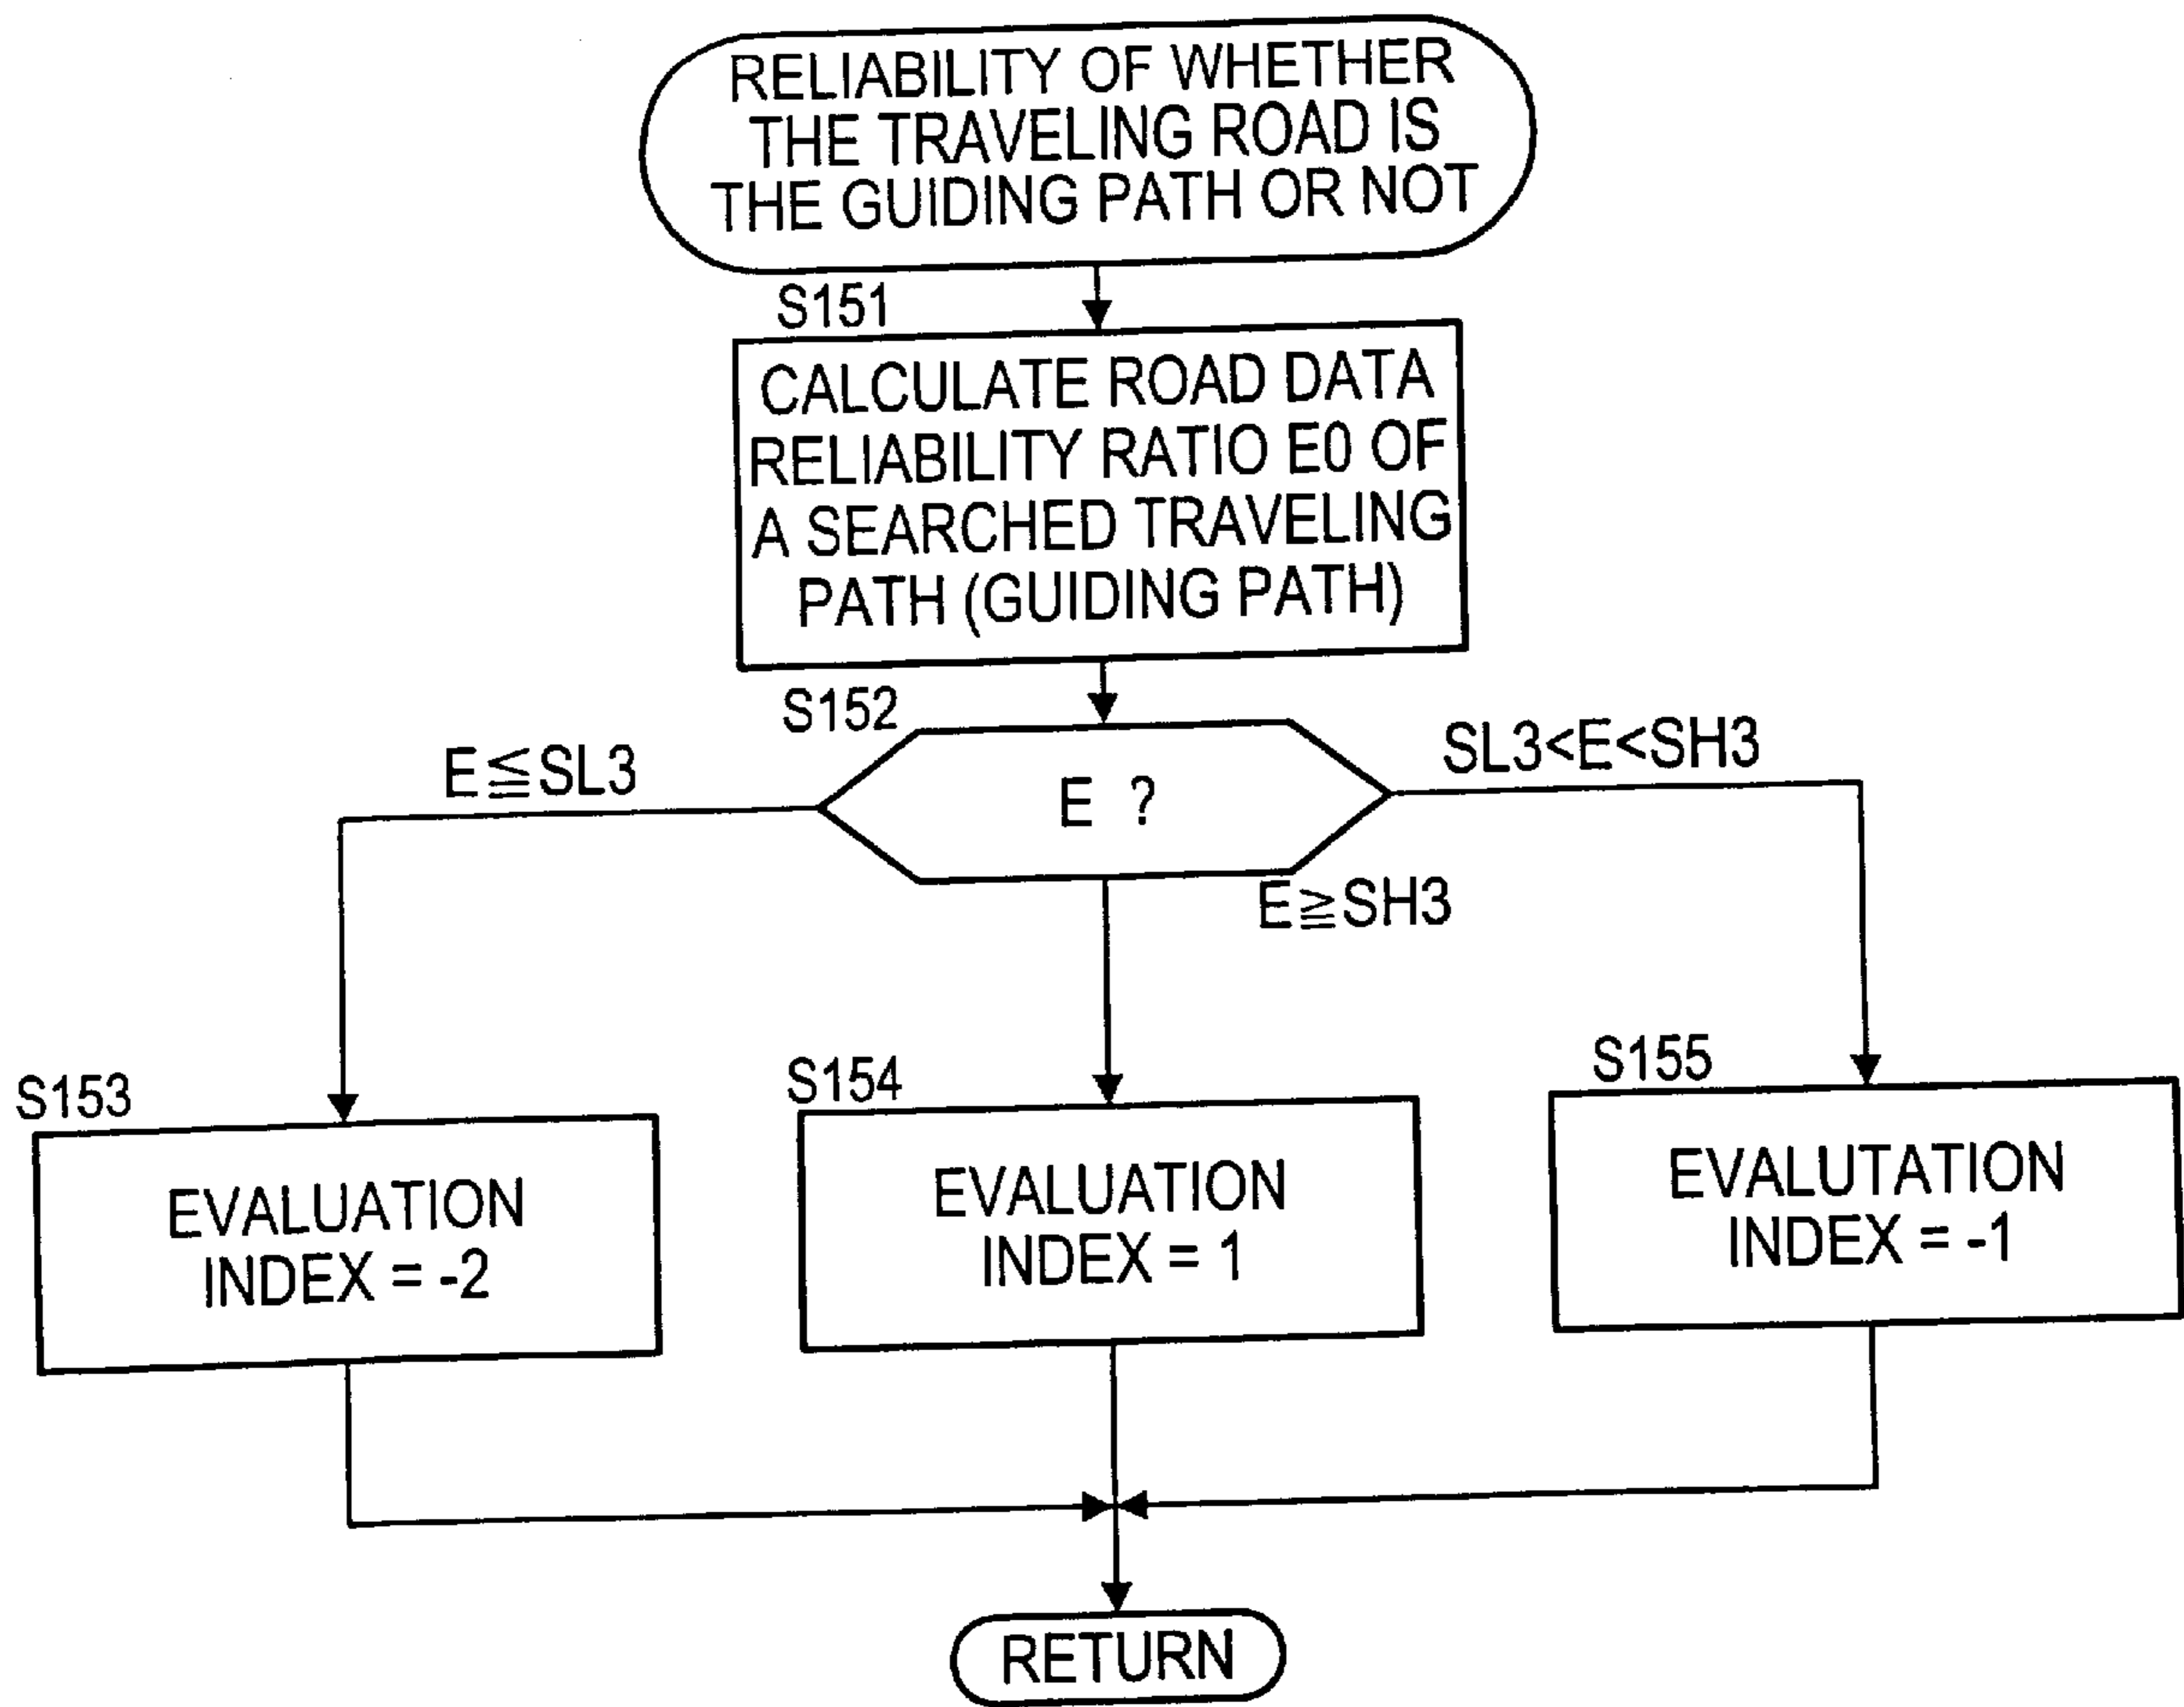 RELIABILITY OF WHETHER
THE TRAVELING ROAD IS
THE GUIDING PATH OR NOT
S151
CALCULATE ROAD DATA
RELIABILITY RATIO E0 OF
A SEARCHED TRAVELING
PATH (GUIDING PATH)
S152
E≦SL3
E ?
SL3<E<SH3
E≧SH3
S153
EVALUATION
INDEX = -2
S154
EVALUATION
INDEX = 1
S155
EVALUTATION
INDEX = -1
RETURN